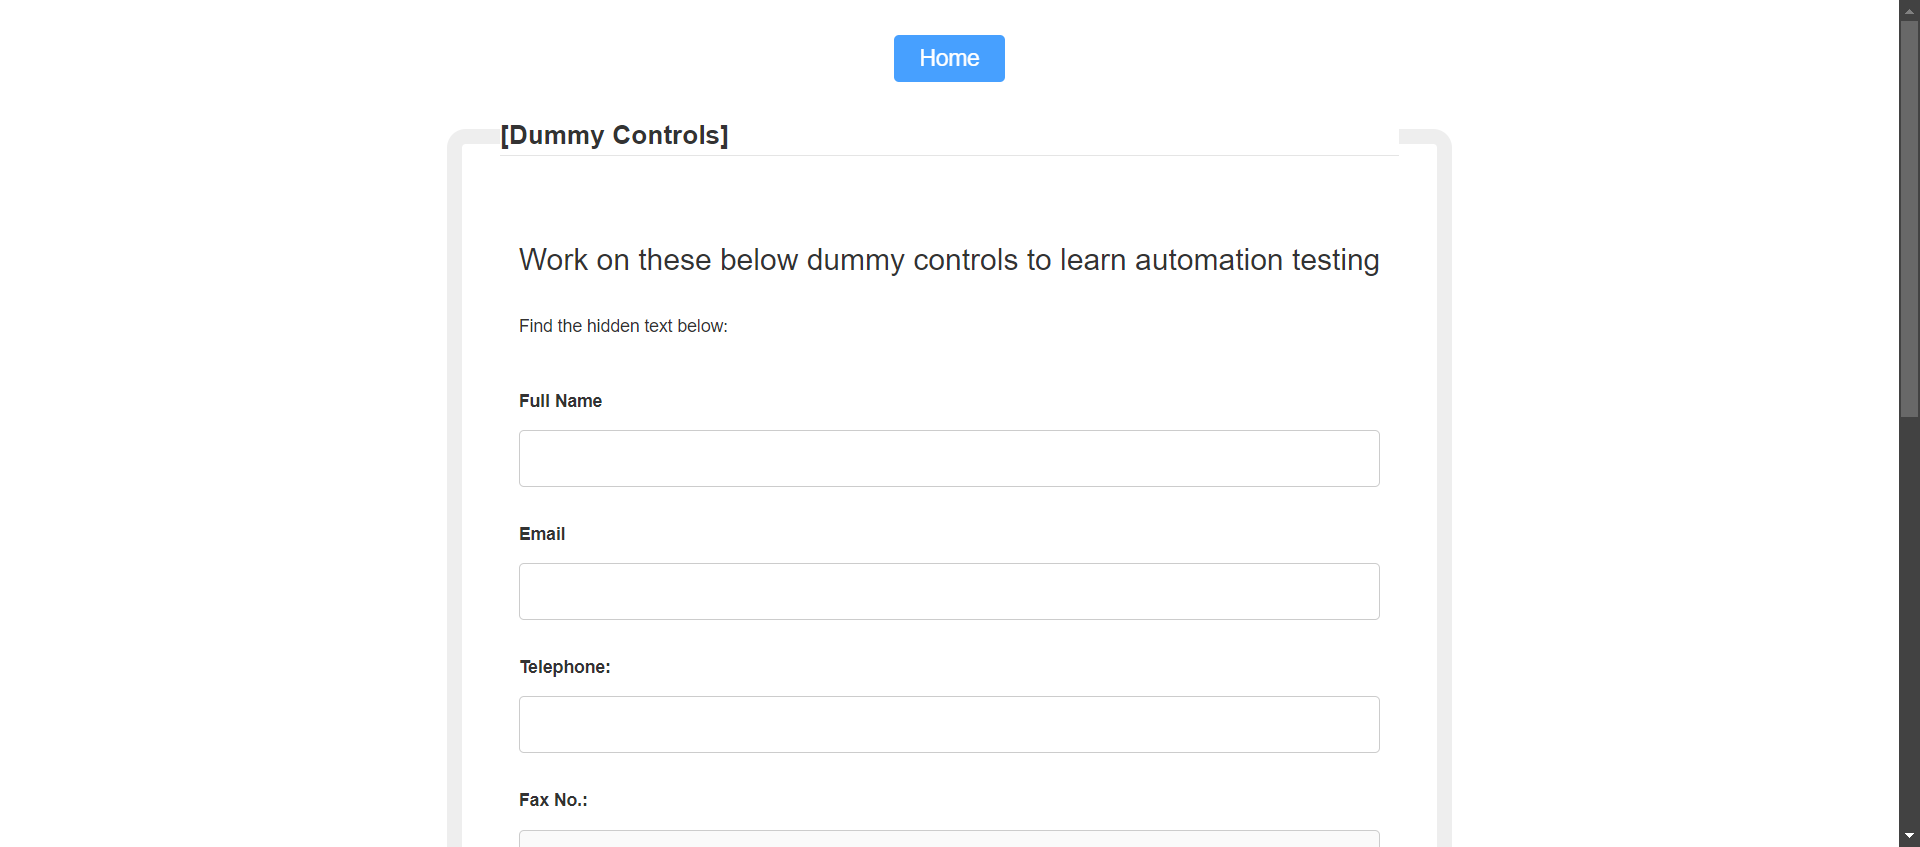 Home
[Dummy Controls]
Work on these below dummy controls to learn automation testing
Find the hidden text below:
Full Name
Email
Telephone:
Fax No.: